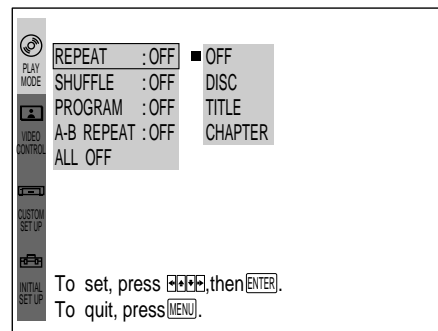 PLAY
MODE
VIDEO
CONTROL
CUSTOM
SET UP
INITIAL
SET UP
REPEAT :OFF
SHUFFLE :OFF
PROGRAM :OFF
A-B REPEAT :OFF
ALL OFF
OFF
DISC
TITLE
CHAPTER
To set, press ,then ENTER.
To quit, press MENU.